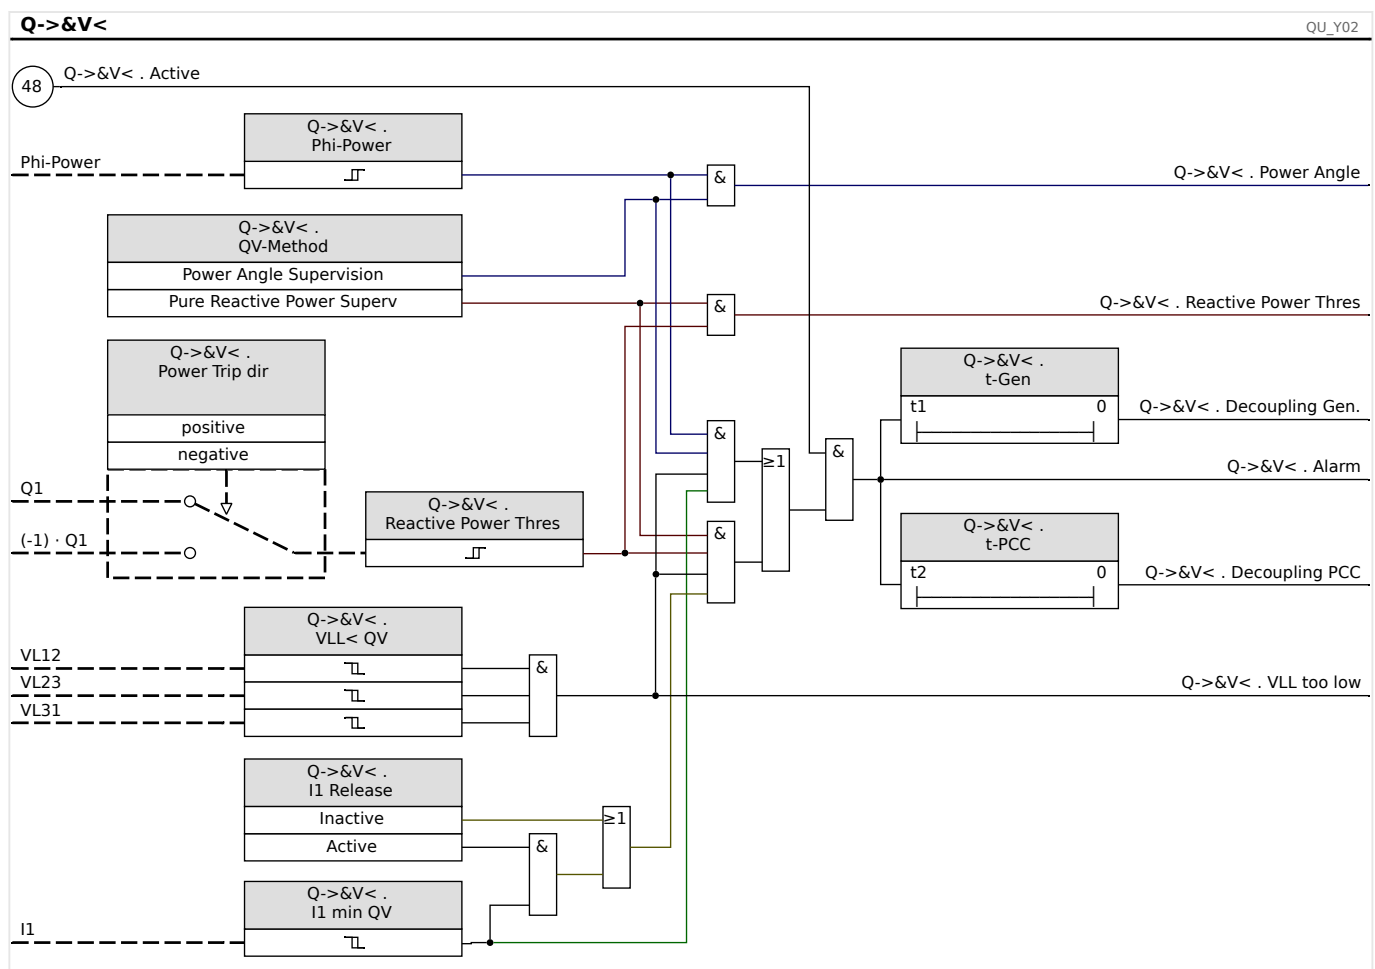 Q->&V<
QU_Y02
48
Q->&V< . Active
Q->&V< .
Phi-Power
Phi-Power
&
Q->&V< . Power Angle
Q->&V< .
QV-Method
Power Angle Supervision
Pure Reactive Power Superv
&
Q->&V< . Reactive Power Thres
Q->&V< .
Power Trip dir
positive
negative
Q1
(-1) · Q1
Q->&V< .
Reactive Power Thres
&
&
≥1
&
Q->&V< .
t-Gen
t1
0
Q->&V< . Decoupling Gen.
Q->&V< . Alarm
Q->&V< .
t-PCC
t2
0
Q->&V< . Decoupling PCC
Q->&V< .
VLL< QV
VL12
VL23
VL31
&
Q->&V< . VLL too low
Q->&V< .
I1 Release
Inactive
Active
≥1
&
Q->&V< .
I1 min QV
I1